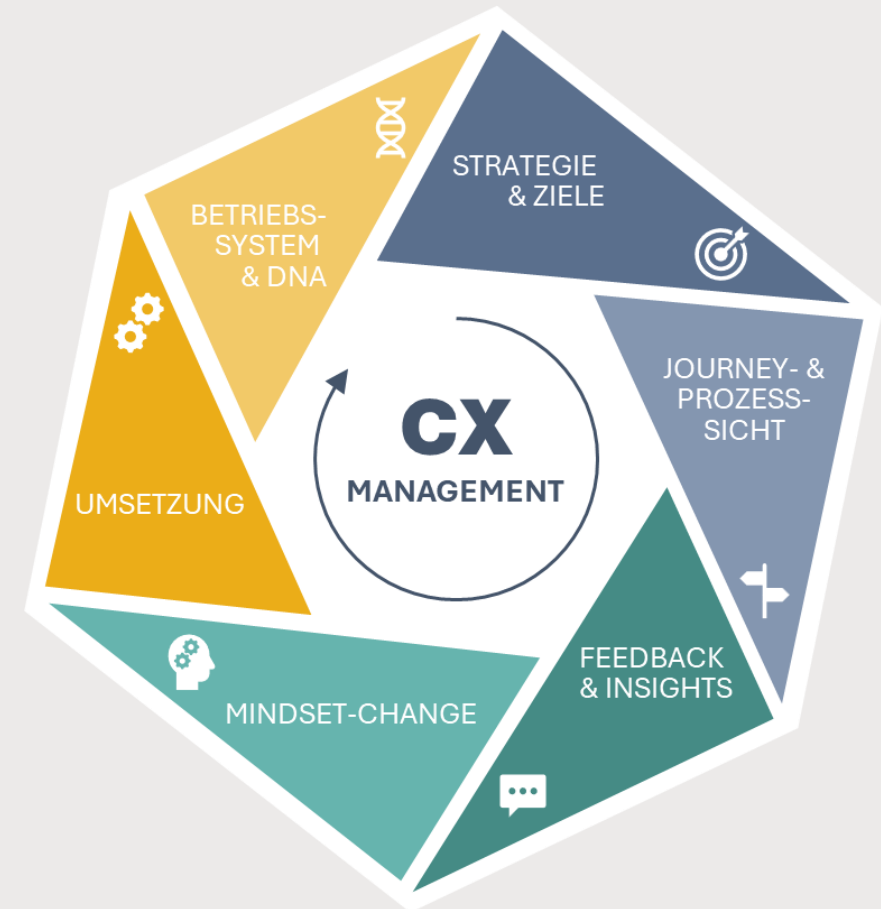 STRATEGIE
& ZIELE
JOURNEY- &
PROZESS-
SICHT
FEEDBACK
& INSIGHTS
MINDSET-CHANGE
UMSETZUNG
BETRIEBS-
SYSTEM
& DNA
CX
MANAGEMENT